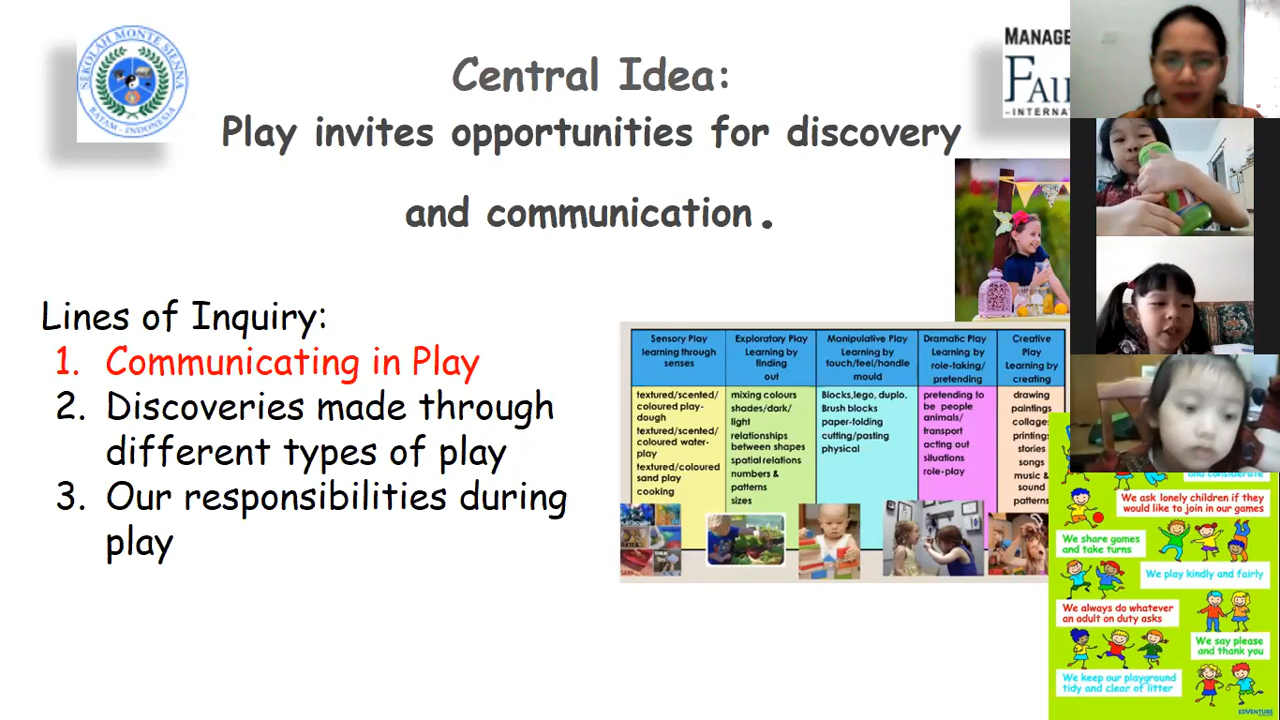 SEKOLAH MONTE SIENNA
BATAM - INDONESIA
MANAGE
FAI
INTERNA
Central Idea:
Play invites opportunities for discovery
and communication.
Lines of Inquiry:
1. Communicating in Play
2. Discoveries made through
different types of play
3. Our responsibilities during
play
Sensory Play
learning through
senses
textured/scented/
coloured play-
dough
textured/scented/
coloured water-
play
textured/coloured
sand play
cooking
Exploratory Play
Learning by
finding
out
mixing colours
shades/dark/
light
relationships
between shapes
spatial relations
numbers &
patterns
sizes
Manipulative Play
Learning by
touch/feel/handle
mould
Blocks,lego, duplo,
Brush blocks
paper-folding
cutting/pasting
physical
Dramatic Play
Learning by
role-taking/
pretending
pretending to
be people
animals/
transport
acting out
situations
role-play
Creative
Play
Learning by
creating
drawing
paintings
collage
printing
stories
songs
music &
sound
patterns
and considerate
We ask lonely children if they
would like to join in our games
We share games
and take turns
We play kindly and fairly
We always do whatever
an adult on duty asks
We say please
and thank you
We keep our playground
tidy and clear of litter
EDVENTURE